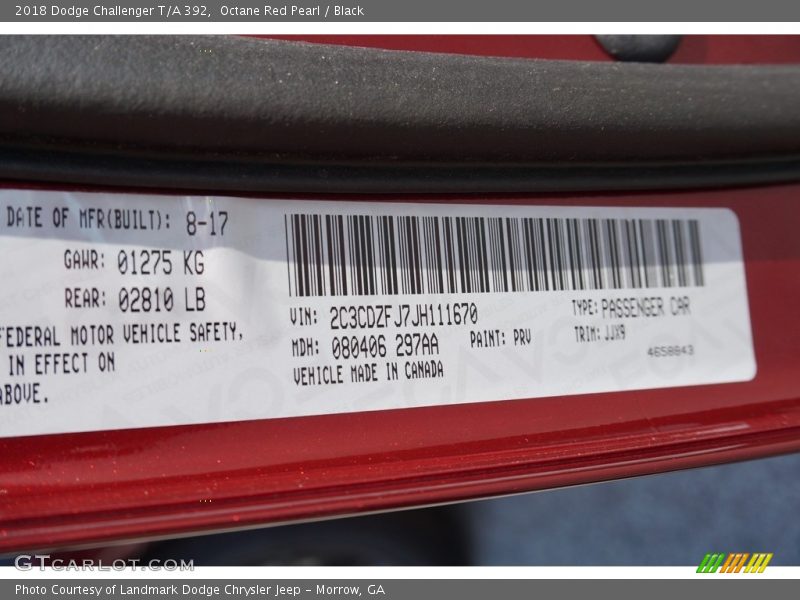 2018 Dodge Challenger T/A 392, Octane Red Pearl / Black
DATE OF MFR(BUILT): 8-17
GAWR: 01275 KG
REAR: 02810 LB
FEDERAL MOTOR VEHICLE SAFETY,
IN EFFECT ON
ABOVE.
VIN: 2C3CDZFJ7JH111670
MDH: 080406 297AA
PAINT: PRV
VEHICLE MADE IN CANADA
TYPE: PASSENGER CAR
TRIM: JJX9
4658643
GTCARLOT.COM
Photo Courtesy of Landmark Dodge Chrysler Jeep - Morrow, GA